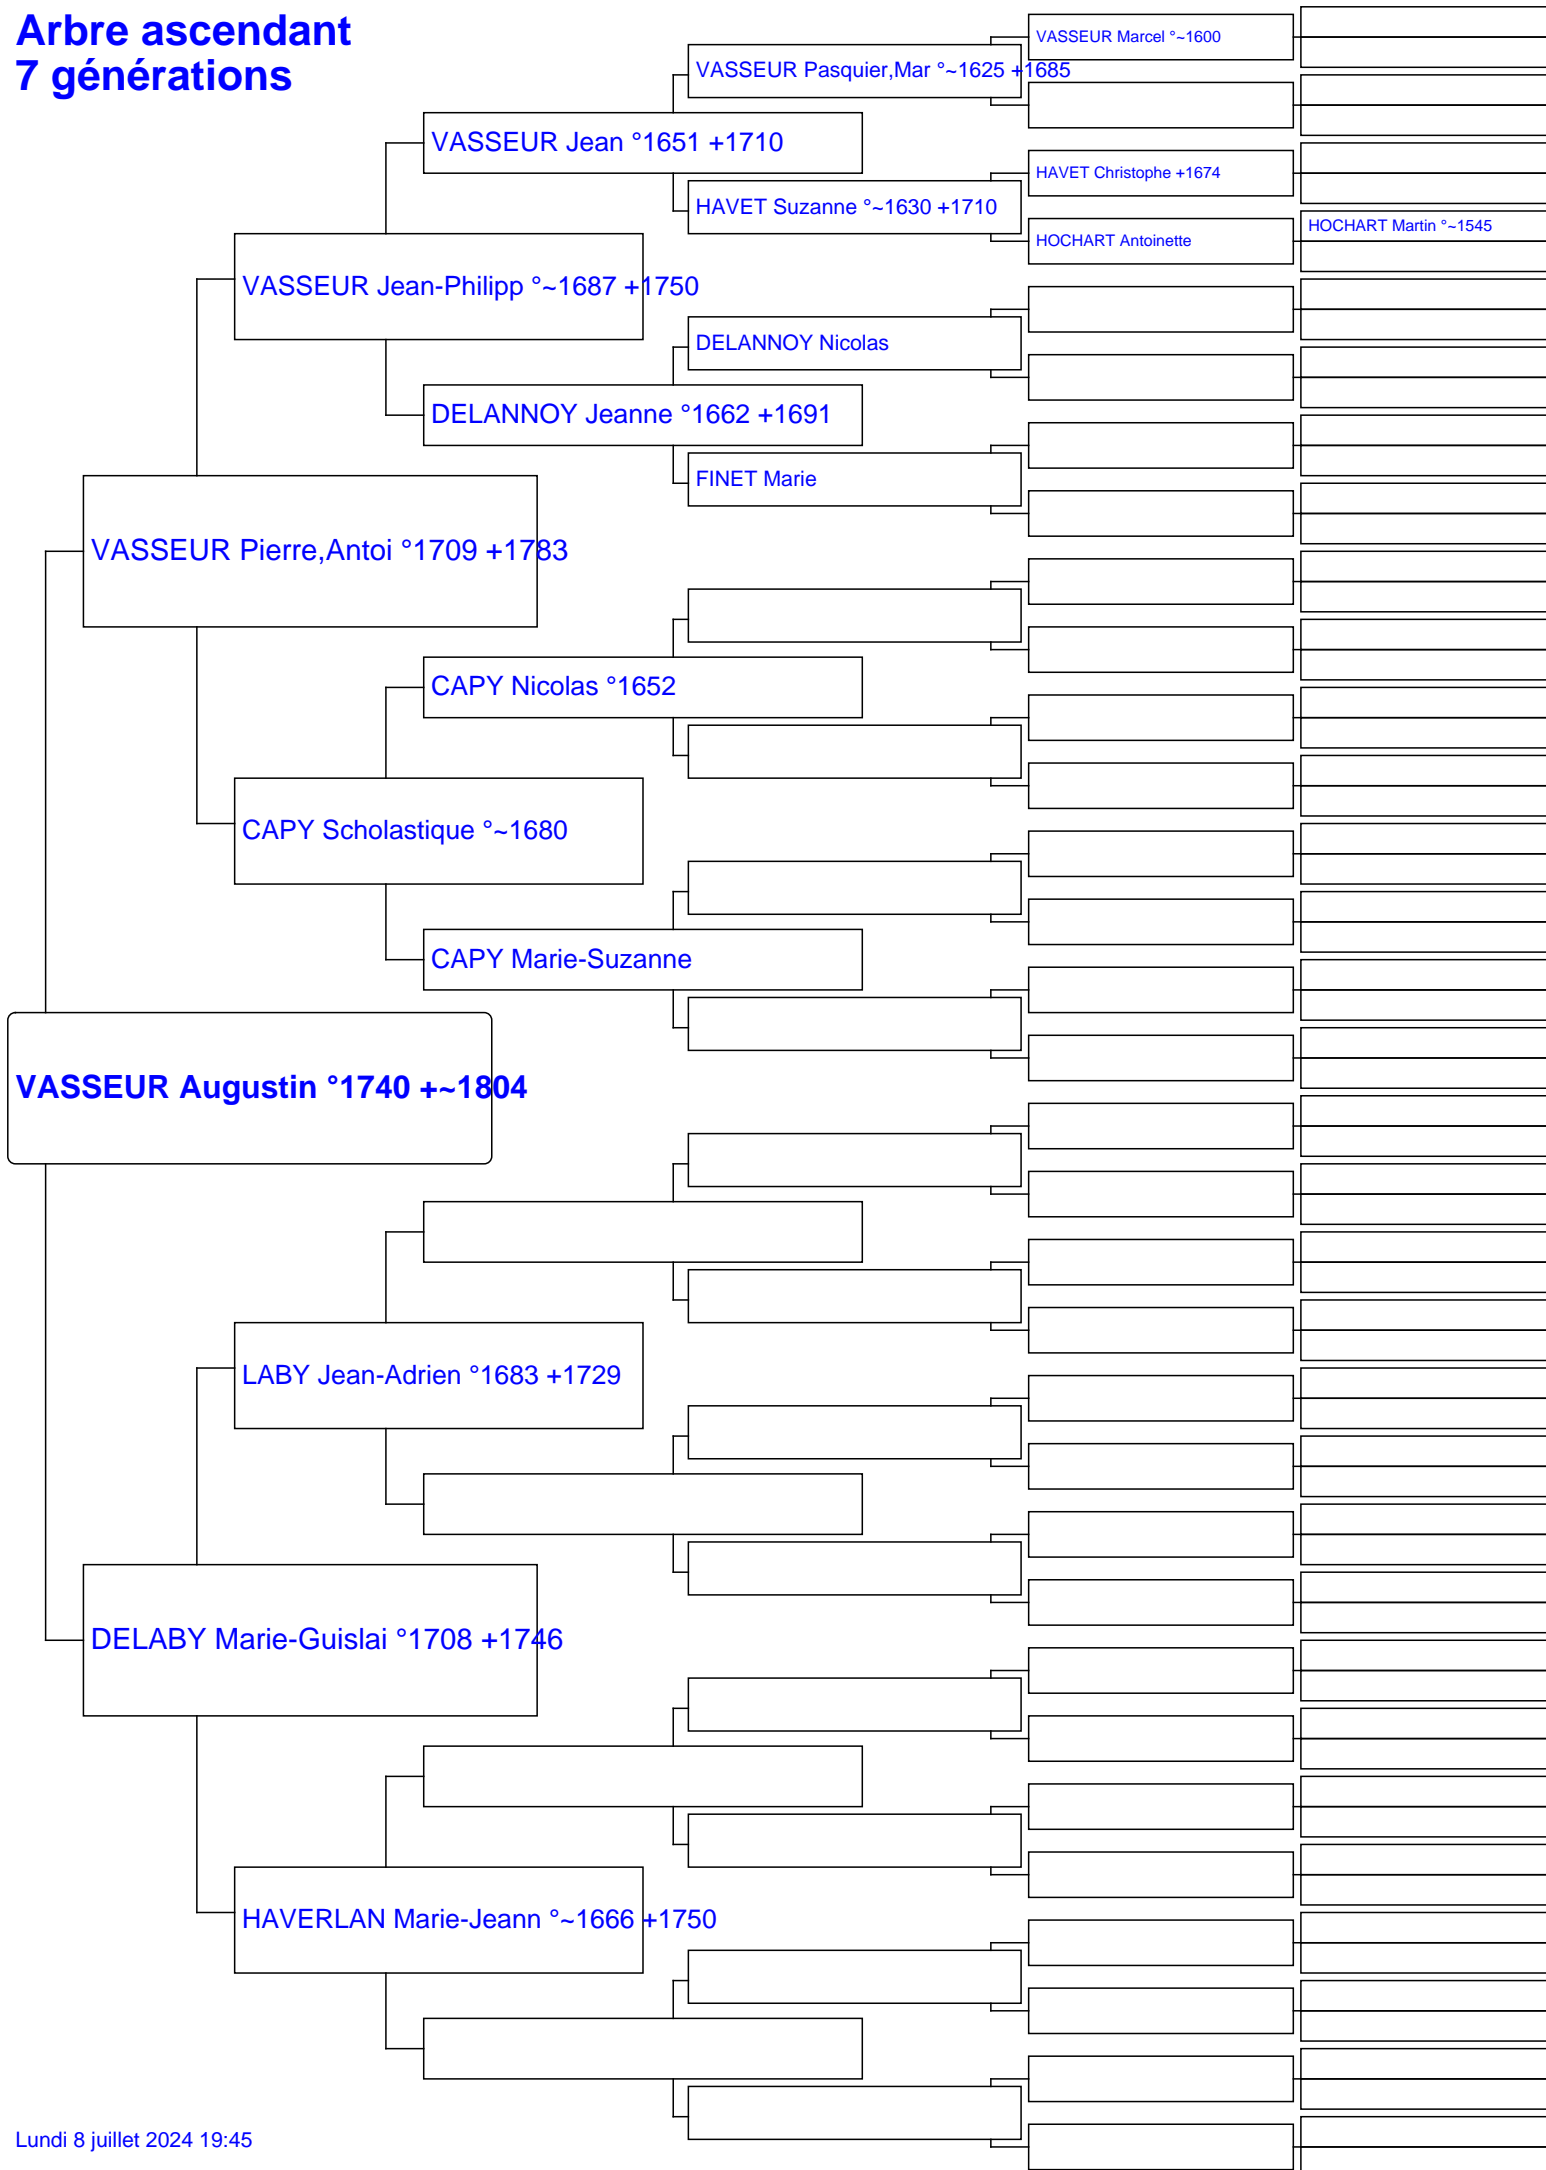 Arbre ascendant
7 générations
VASSEUR Marcel °~1600
VASSEUR Pasquier,Mar °~1625 +1685
VASSEUR Jean °1651 +1710
HAVET Christophe +1674
HAVET Suzanne °~1630 +1710
HOCHART Martin °~1545
HOCHART Antoinette
VASSEUR Jean-Philipp °~1687 +1750
DELANNOY Nicolas
DELANNOY Jeanne °1662 +1691
FINET Marie
VASSEUR Pierre,Antoi °1709 +1783
CAPY Nicolas °1652
CAPY Scholastique °~1680
CAPY Marie-Suzanne
VASSEUR Augustin °1740 +~1804
LABY Jean-Adrien °1683 +1729
DELABY Marie-Guislai °1708 +1746
HAVERLAN Marie-Jeann °~1666 +1750
Lundi 8 juillet 2024 19:45